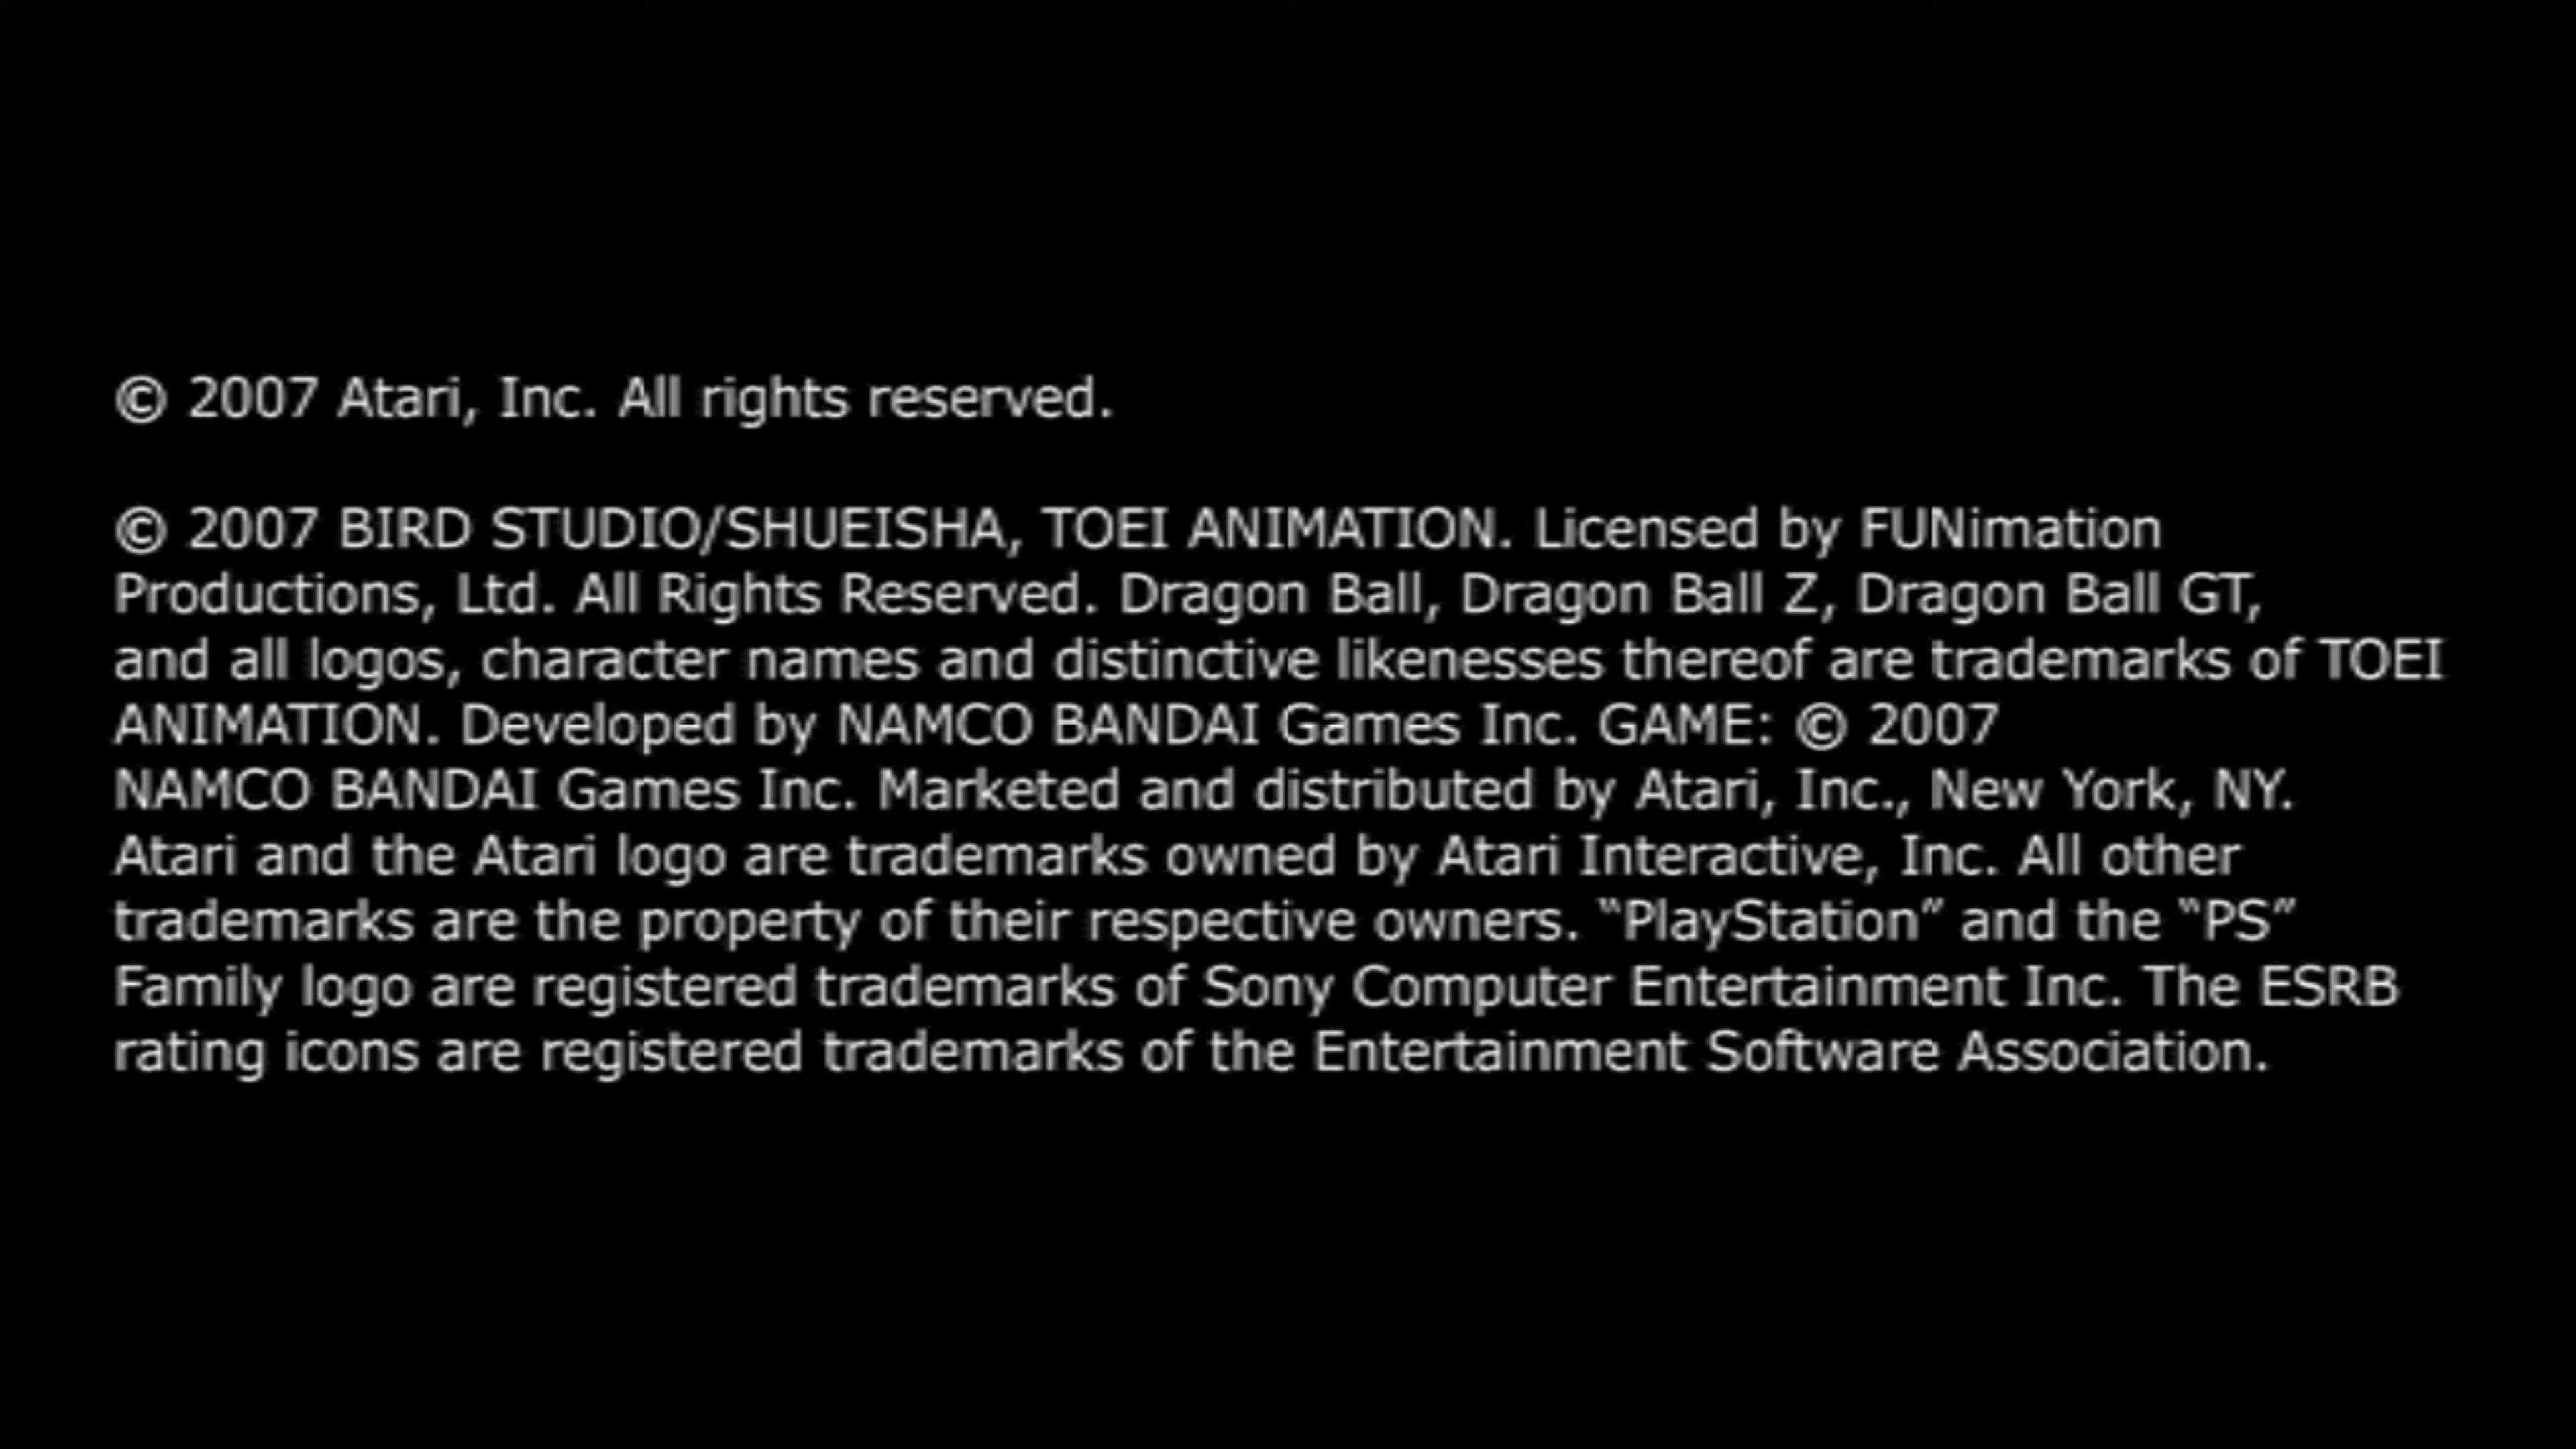 © 2007 Atari, Inc. All rights reserved.
© 2007 BIRD STUDIO/SHUEISHA, TOEI ANIMATION. Licensed by FUNimation
Productions, Ltd. All Rights Reserved. Dragon Ball, Dragon Ball Z, Dragon Ball GT,
and all logos, character names and distinctive likenesses thereof are trademarks of TOEI
ANIMATION. Developed by NAMCO BANDAI Games Inc. GAME: © 2007
NAMCO BANDAI Games Inc. Marketed and distributed by Atari, Inc., New York, NY.
Atari and the Atari logo are trademarks owned by Atari Interactive, Inc. All other
trademarks are the property of their respective owners. “PlayStation” and the “PS”
Family logo are registered trademarks of Sony Computer Entertainment Inc. The ESRB
rating icons are registered trademarks of the Entertainment Software Association.